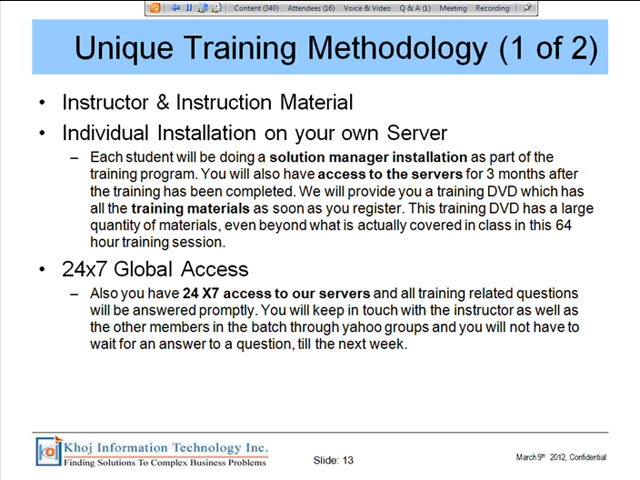 Content (340) Attendees (16) Voice & Video Q & A (1) Meeting Recording
Unique Training Methodology (1 of 2)
• Instructor & Instruction Material
• Individual Installation on your own Server
– Each student will be doing a solution manager installation as part of the
training program. You will also have access to the servers for 3 months after
the training has been completed. We will provide you a training DVD which has
all the training materials as soon as you register. This training DVD has a large
quantity of materials, even beyond what is actually covered in class in this 64
hour training session.
• 24x7 Global Access
– Also you have 24 X7 access to our servers and all training related questions
will be answered promptly. You will keep in touch with the instructor as well as
the other members in the batch through yahoo groups and you will not have to
wait for an answer to a question, till the next week.
Khoj Information Technology Inc.
Finding Solutions To Complex Business Problems
Slide: 13
March 9th 2012, Confidential